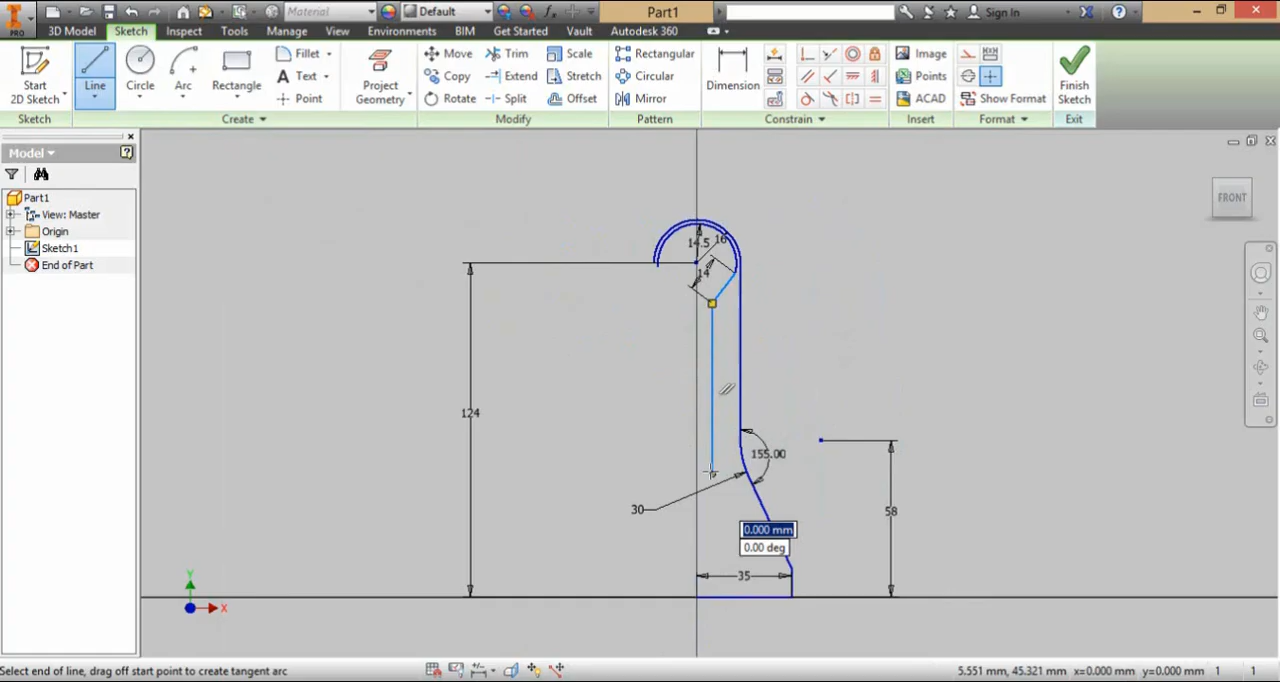 Material
Default
Part1
Sign In
PRO
3D Model Sketch Inspect Tools Manage View Environments BIM Get Started Vault Autodesk 360
Start
2D Sketch
Line
Circle
Arc
Rectangle
Fillet
Text
Point
Project
Geometry
Move
Copy
Rotate
Trim
Extend
Split
Scale
Stretch
Offset
Rectangular
Circular
Mirror
Dimension
Image
Points
ACAD
Show Format
Finish
Sketch
Sketch Create Modify Pattern Constrain Insert Format Exit
Model
Part1
View: Master
Origin
Sketch1
End of Part
FRONT
14.5
16
14
124
155.00
30
58
35
0.000 mm
0.00 deg
Y
X
Select end of line, drag off start point to create tangent arc
5.551 mm, 45.321 mm x=0.000 mm y=0.000 mm 1 1